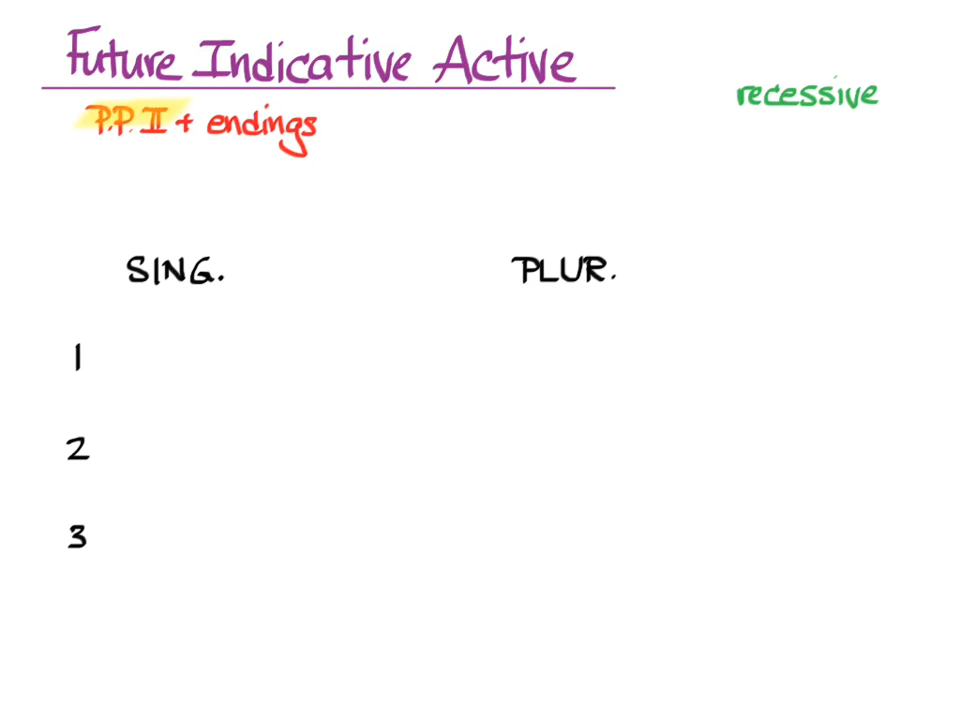 Future Indicative Active
recessive
P.P. II + endings
SING. PLUR.
1
2
3